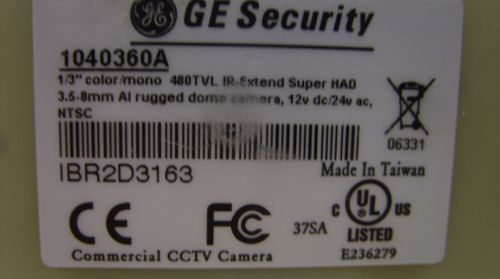 GE GE Security
1040360A
1/3" color/mono 480TVL IR-Extend Super HAD
3.5-8mm AI rugged dome camera, 12v dc/24v ac,
NTSC
06331
IBR2D3163
Made In Taiwan
CE FC 37SA C UL US
LISTED
Commercial CCTV Camera E236279